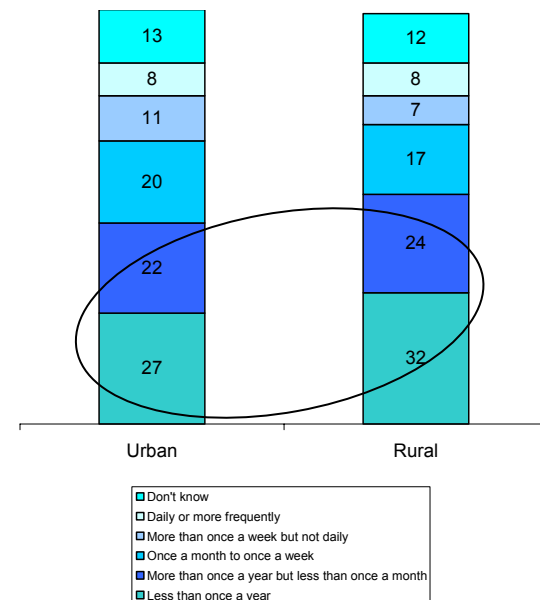 13 12
8 8
11 7
20 17
22 24
27 32
Urban Rural
Don't know
Daily or more frequently
More than once a week but not daily
Once a month to once a week
More than once a year but less than once a month
Less than once a year